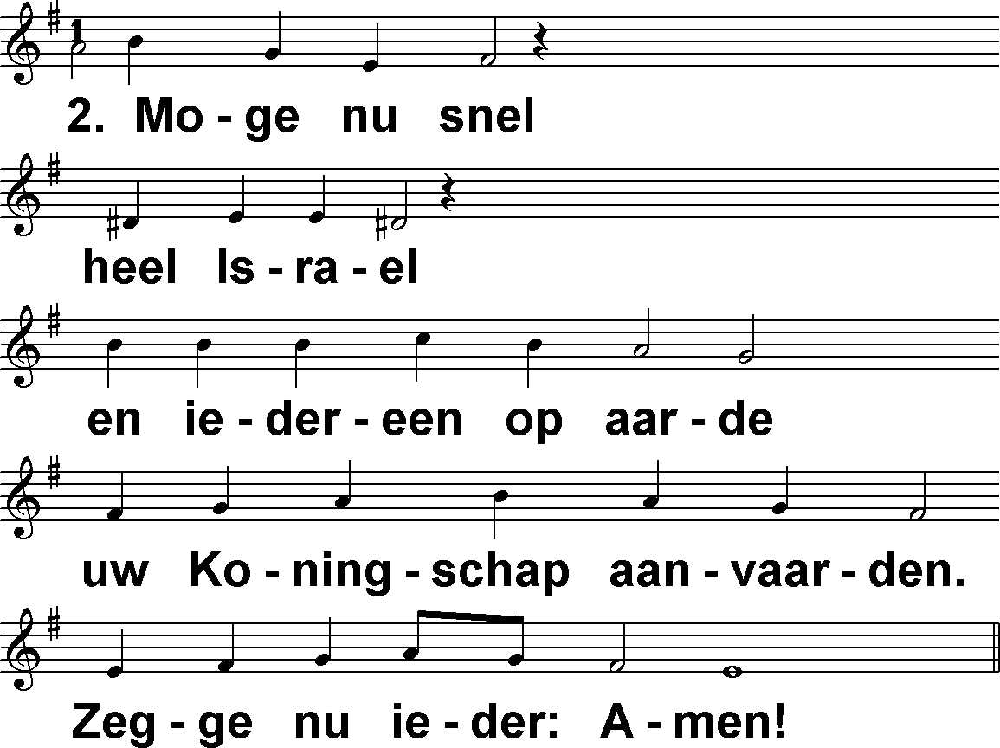 1
2. Mo - ge nu snel
heel Is - ra - el
en ie - der - een op aar - de
uw Ko - ning - schap aan - vaar - den.
Zeg - ge nu ie - der: A - men!